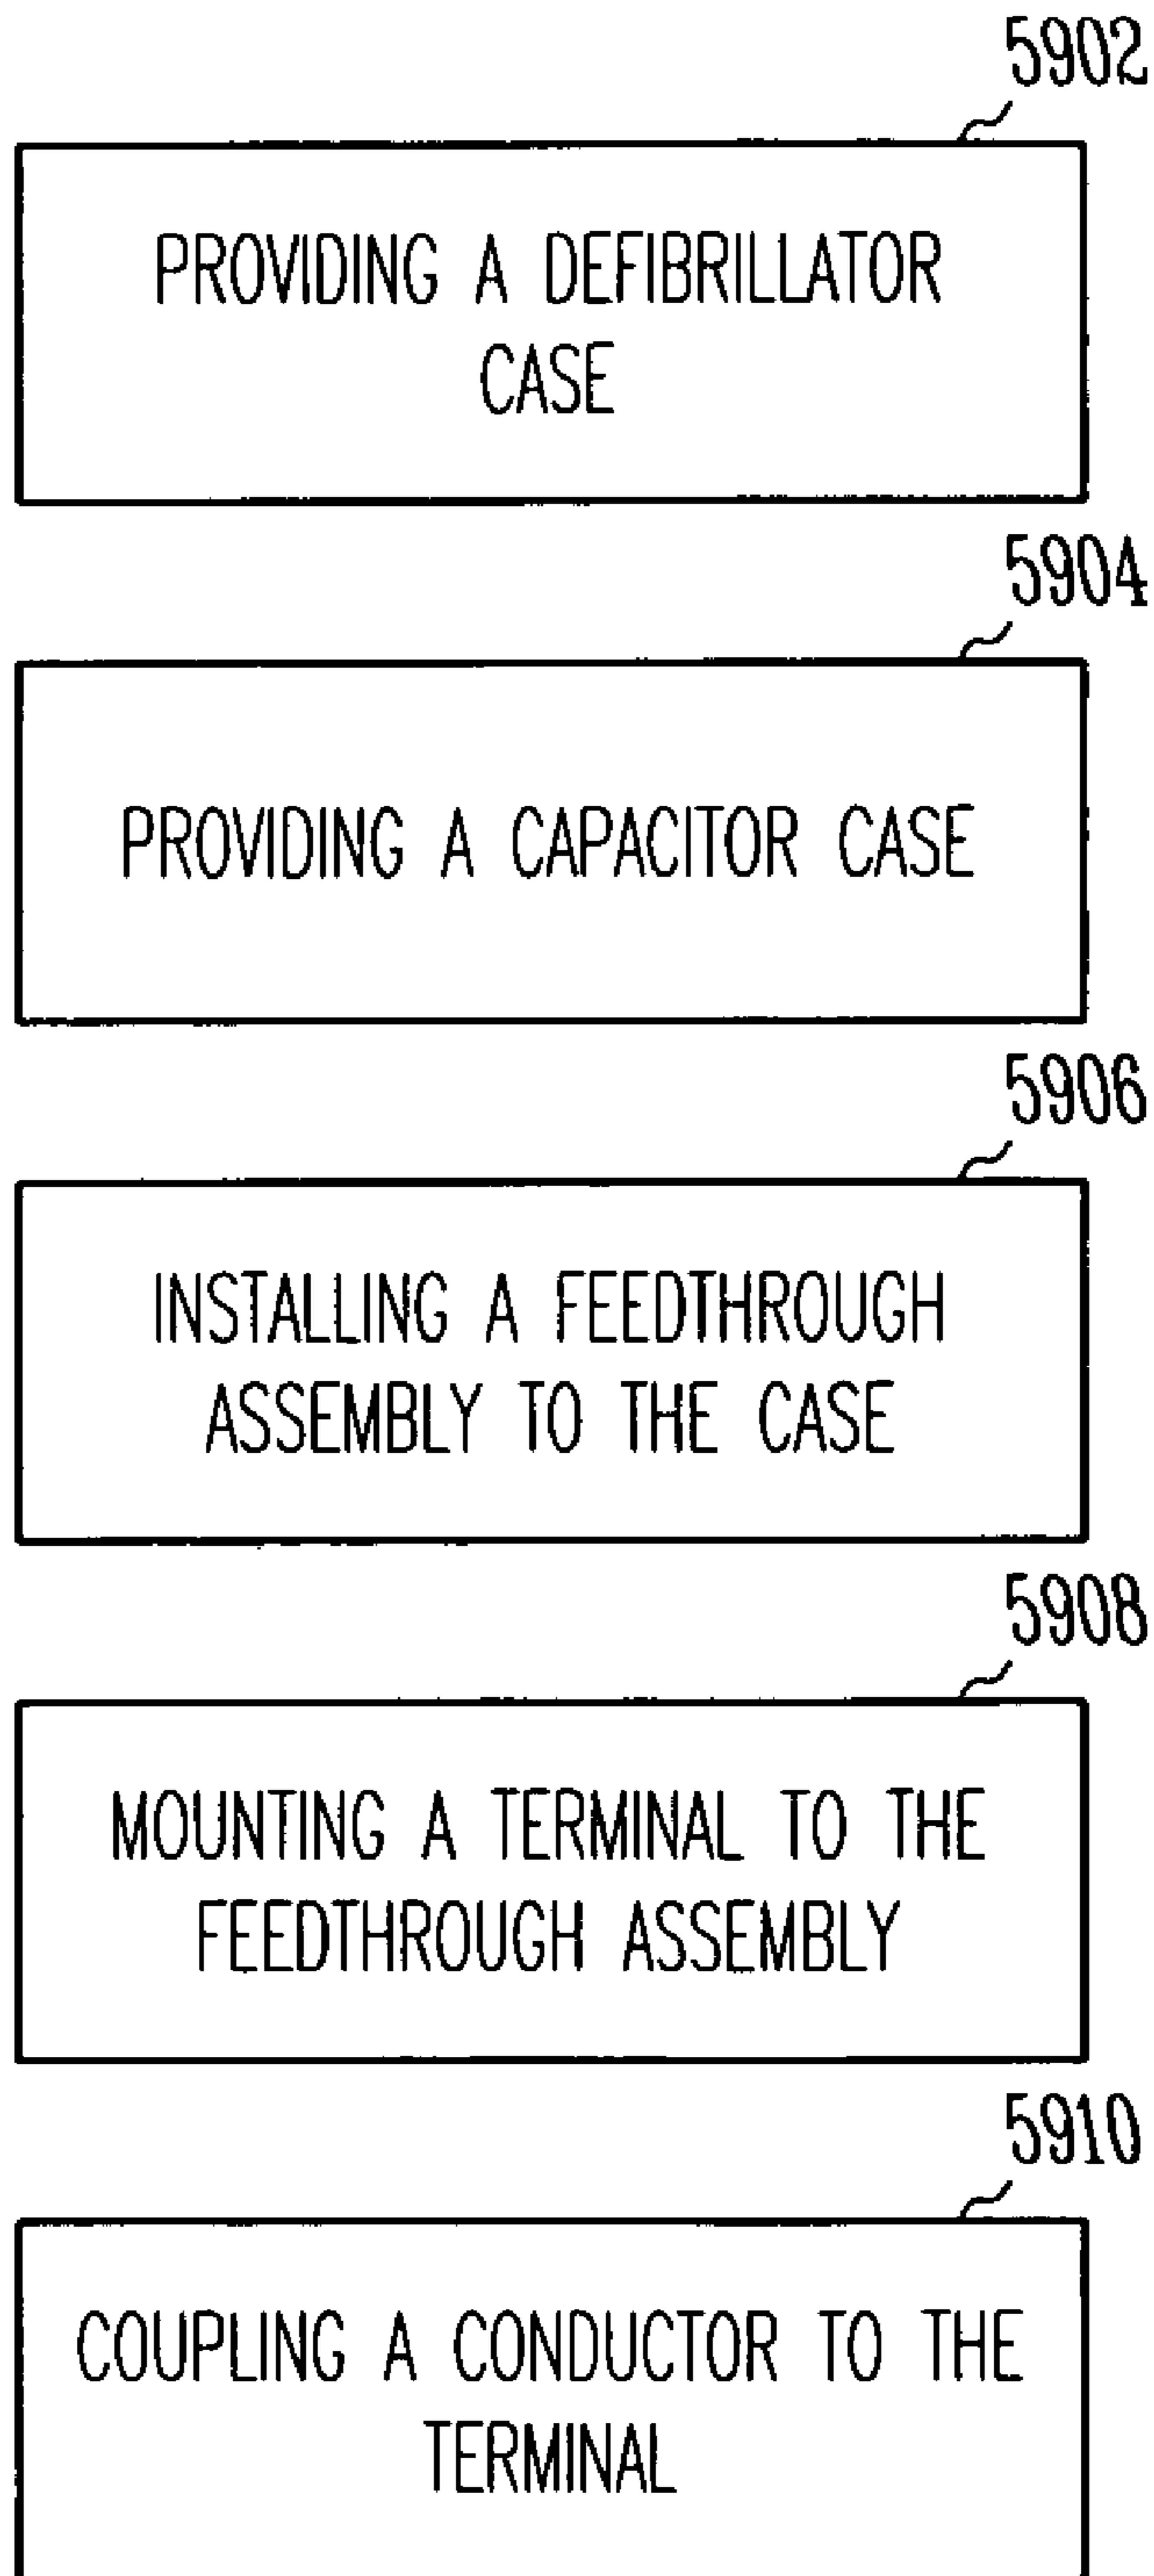 5902
PROVIDING A DEFIBRILLATOR
CASE
5904
PROVIDING A CAPACITOR CASE
5906
INSTALLING A FEEDTHROUGH
ASSEMBLY TO THE CASE
5908
MOUNTING A TERMINAL TO THE
FEEDTHROUGH ASSEMBLY
5910
COUPLING A CONDUCTOR TO THE
TERMINAL